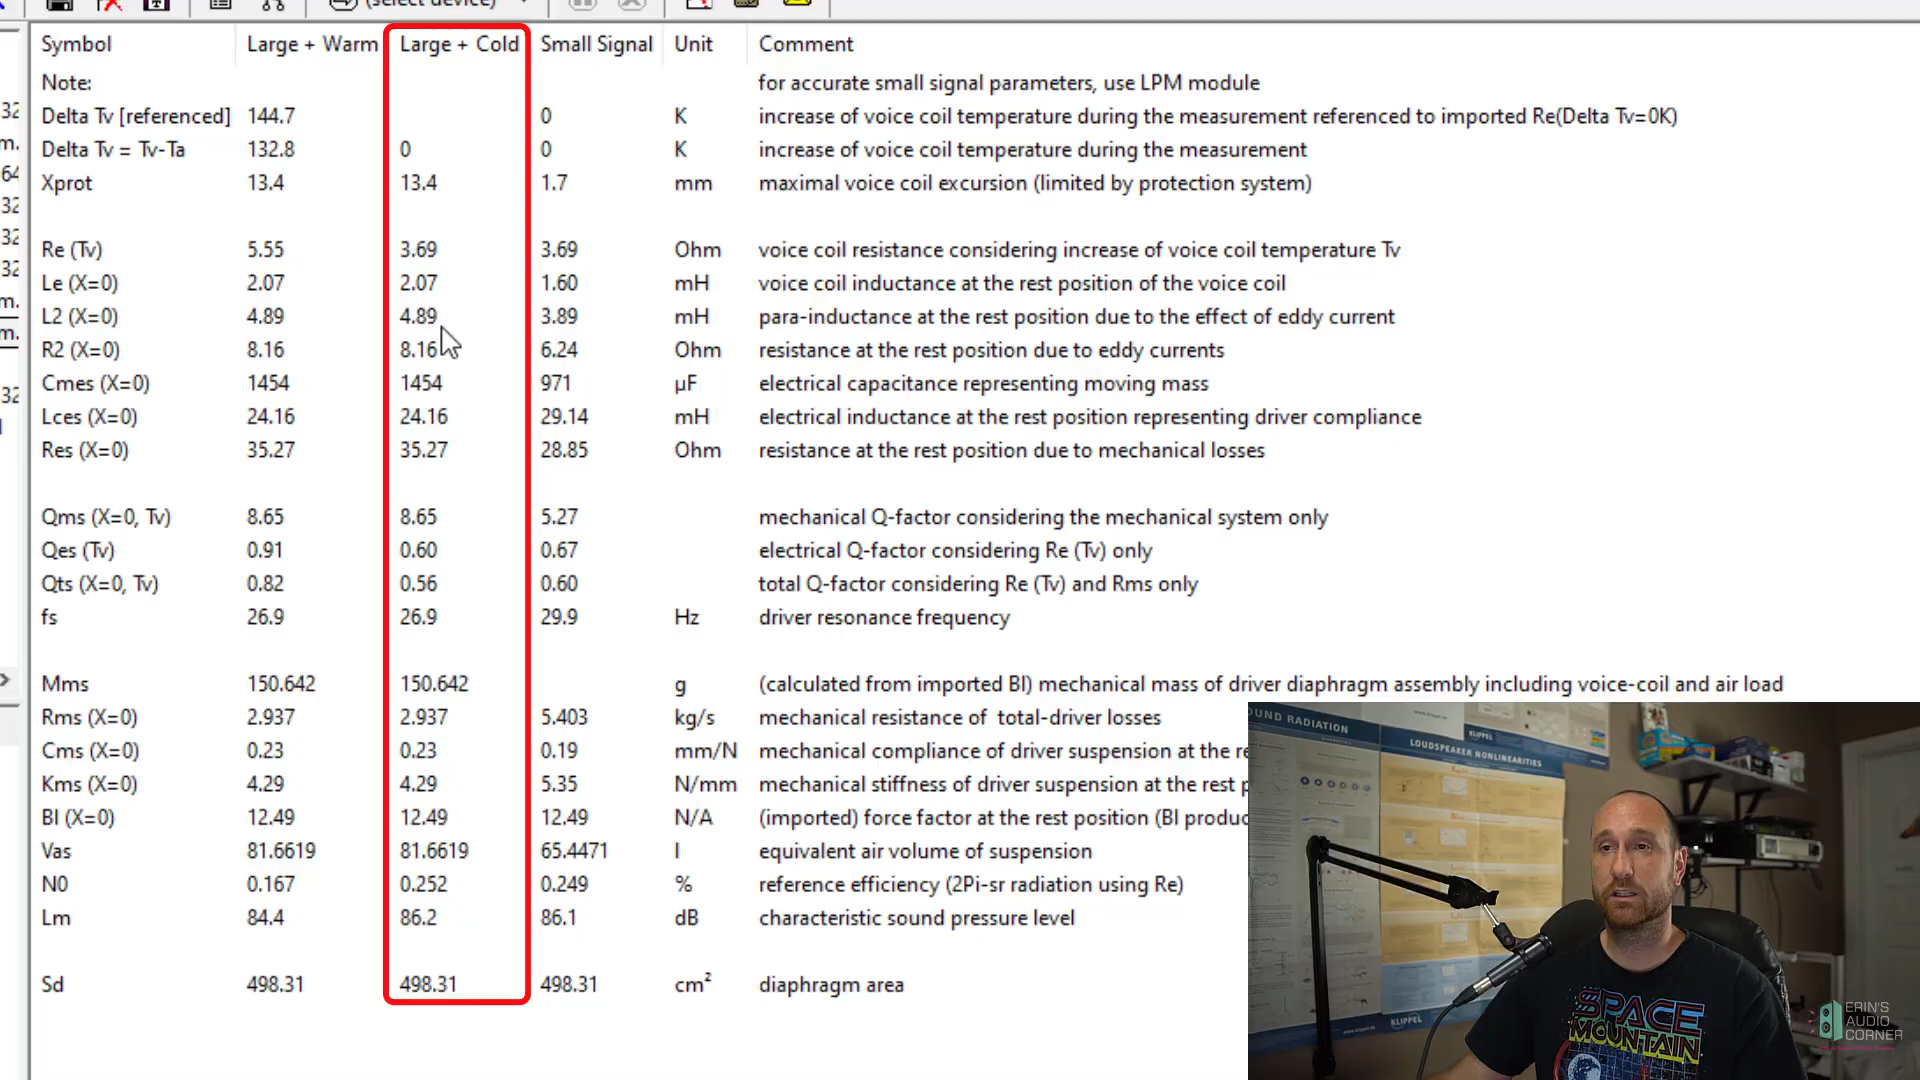 (select device)
Symbol Large + Warm Large + Cold Small Signal Unit Comment
Note: for accurate small signal parameters, use LPM module
Delta Tv [referenced] 144.7 0 K increase of voice coil temperature during the measurement referenced to imported Re(Delta Tv=0K)
Delta Tv = Tv-Ta 132.8 0 0 K increase of voice coil temperature during the measurement
Xprot 13.4 13.4 1.7 mm maximal voice coil excursion (limited by protection system)
Re (Tv) 5.55 3.69 3.69 Ohm voice coil resistance considering increase of voice coil temperature Tv
Le (X=0) 2.07 2.07 1.60 mH voice coil inductance at the rest position of the voice coil
L2 (X=0) 4.89 4.89 3.89 mH para-inductance at the rest position due to the effect of eddy current
R2 (X=0) 8.16 8.16 6.24 Ohm resistance at the rest position due to eddy currents
Cmes (X=0) 1454 1454 971 µF electrical capacitance representing moving mass
Lces (X=0) 24.16 24.16 29.14 mH electrical inductance at the rest position representing driver compliance
Res (X=0) 35.27 35.27 28.85 Ohm resistance at the rest position due to mechanical losses
Qms (X=0, Tv) 8.65 8.65 5.27 mechanical Q-factor considering the mechanical system only
Qes (Tv) 0.91 0.60 0.67 electrical Q-factor considering Re (Tv) only
Qts (X=0, Tv) 0.82 0.56 0.60 total Q-factor considering Re (Tv) and Rms only
fs 26.9 26.9 29.9 Hz driver resonance frequency
Mms 150.642 150.642 g (calculated from imported Bl) mechanical mass of driver diaphragm assembly including voice-coil and air load
Rms (X=0) 2.937 2.937 5.403 kg/s mechanical resistance of total-driver losses
Cms (X=0) 0.23 0.23 0.19 mm/N mechanical compliance of driver suspension at the re
Kms (X=0) 4.29 4.29 5.35 N/mm mechanical stiffness of driver suspension at the rest p
Bl (X=0) 12.49 12.49 12.49 N/A (imported) force factor at the rest position (Bl produc
Vas 81.6619 81.6619 65.4471 l equivalent air volume of suspension
N0 0.167 0.252 0.249 % reference efficiency (2Pi-sr radiation using Re)
Lm 84.4 86.2 86.1 dB characteristic sound pressure level
Sd 498.31 498.31 498.31 cm² diaphragm area
OUND RADIATION
KLIPPEL
LOUDSPEAKER NONLINEARITIES
www.klippel.de
KLIPPEL
SPACE
MOUNTAIN
ERIN'S
AUDIO
CORNER